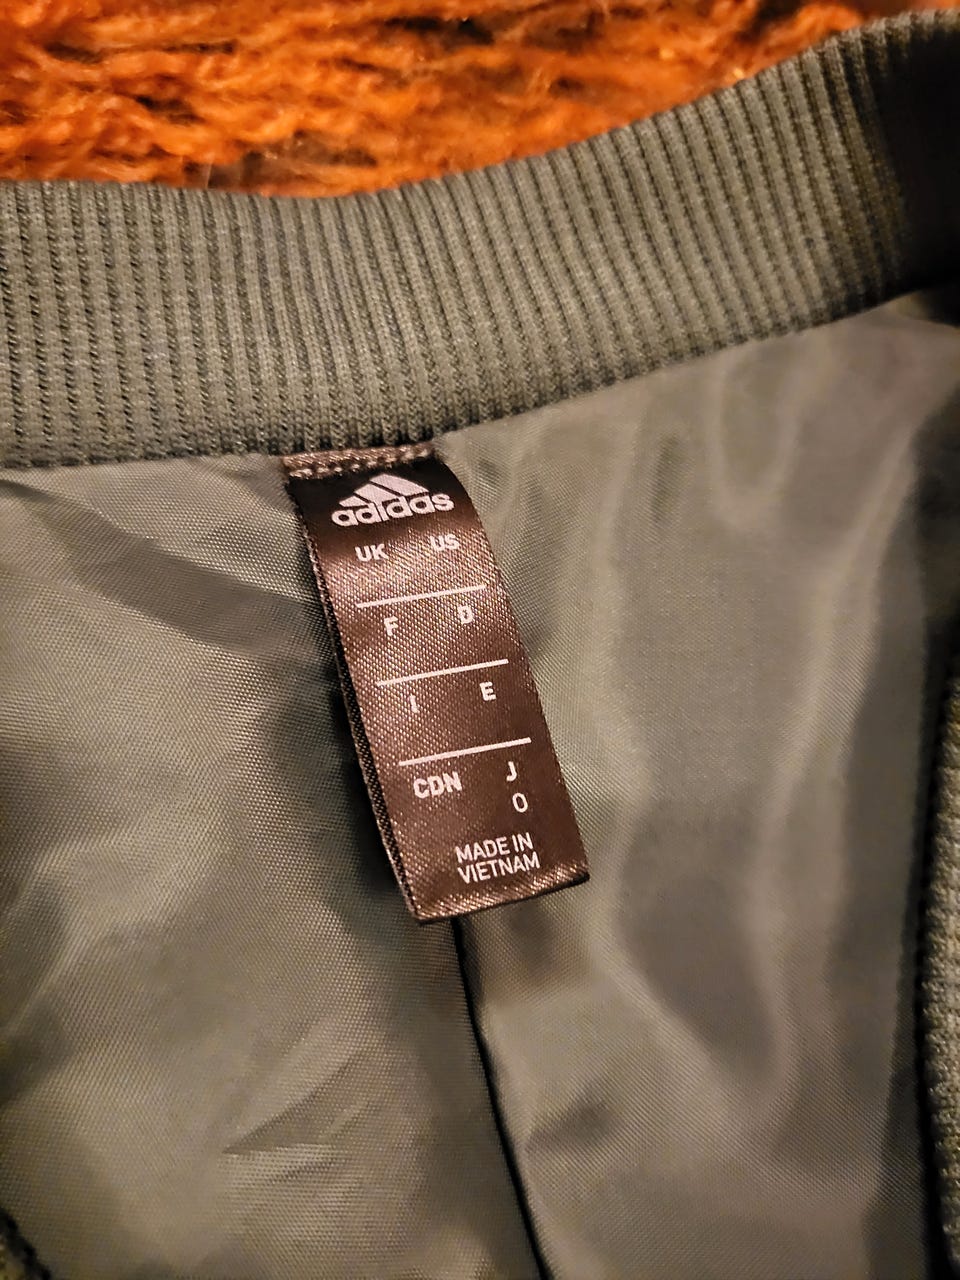 adidas
UK US
F D
I E
CDN J
O
MADE IN
VIETNAM